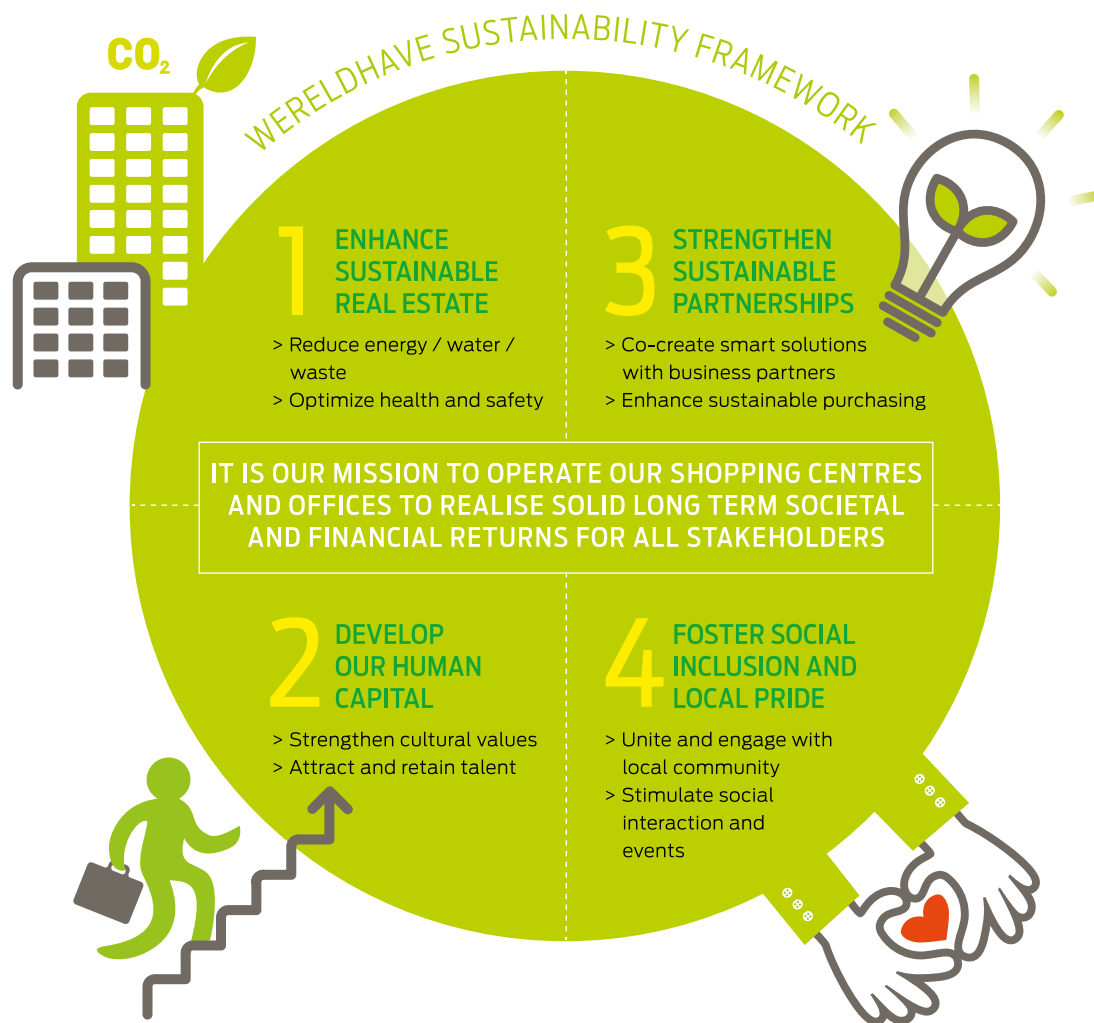 WERELDHAVE SUSTAINABILITY FRAMEWORK
CO₂
1
ENHANCE
SUSTAINABLE
REAL ESTATE
> Reduce energy / water /
waste
> Optimize health and safety
3
STRENGTHEN
SUSTAINABLE
PARTNERSHIPS
> Co-create smart solutions
with business partners
> Enhance sustainable purchasing
IT IS OUR MISSION TO OPERATE OUR SHOPPING CENTRES
AND OFFICES TO REALISE SOLID LONG TERM SOCIETAL
AND FINANCIAL RETURNS FOR ALL STAKEHOLDERS
2
DEVELOP
OUR HUMAN
CAPITAL
> Strengthen cultural values
> Attract and retain talent
4
FOSTER SOCIAL
INCLUSION AND
LOCAL PRIDE
> Unite and engage with
local community
> Stimulate social
interaction and
events